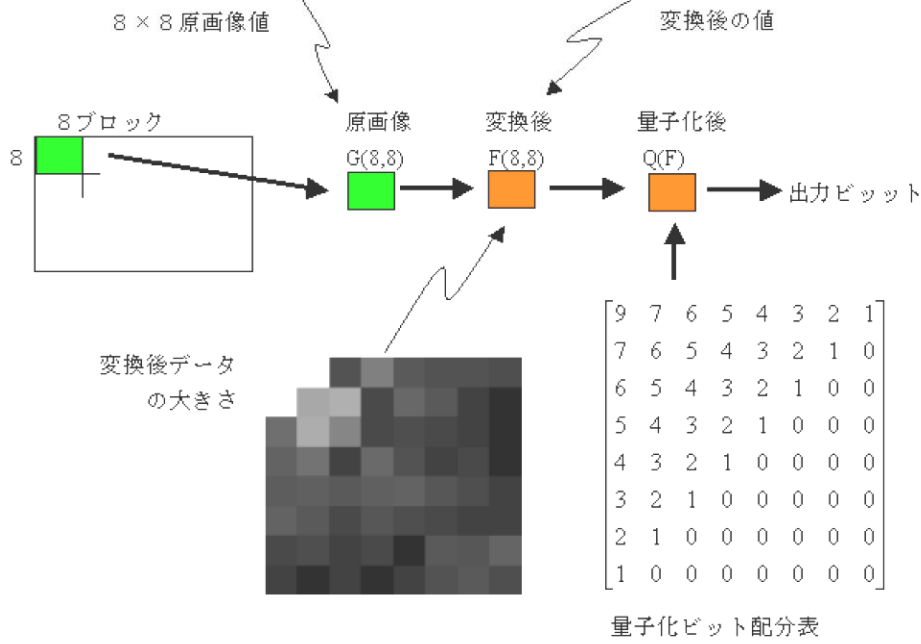 8×8原画像値
変換後の値
8ブロック
8
原画像
変換後
量子化後
G(8,8)
F(8,8)
Q(F)
出力ビッット
変換後データ
の大きさ
9 7 6 5 4 3 2 1
7 6 5 4 3 2 1 0
6 5 4 3 2 1 0 0
5 4 3 2 1 0 0 0
4 3 2 1 0 0 0 0
3 2 1 0 0 0 0 0
2 1 0 0 0 0 0 0
1 0 0 0 0 0 0 0
量子化ビット配分表